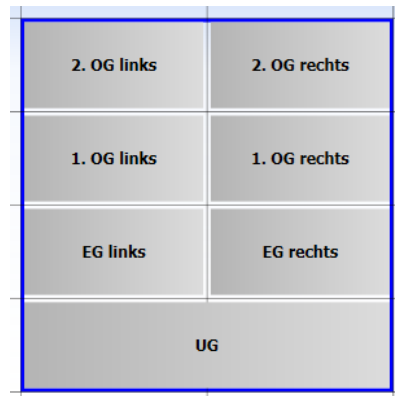 2. OG links
2. OG rechts
1. OG links
1. OG rechts
EG links
EG rechts
UG